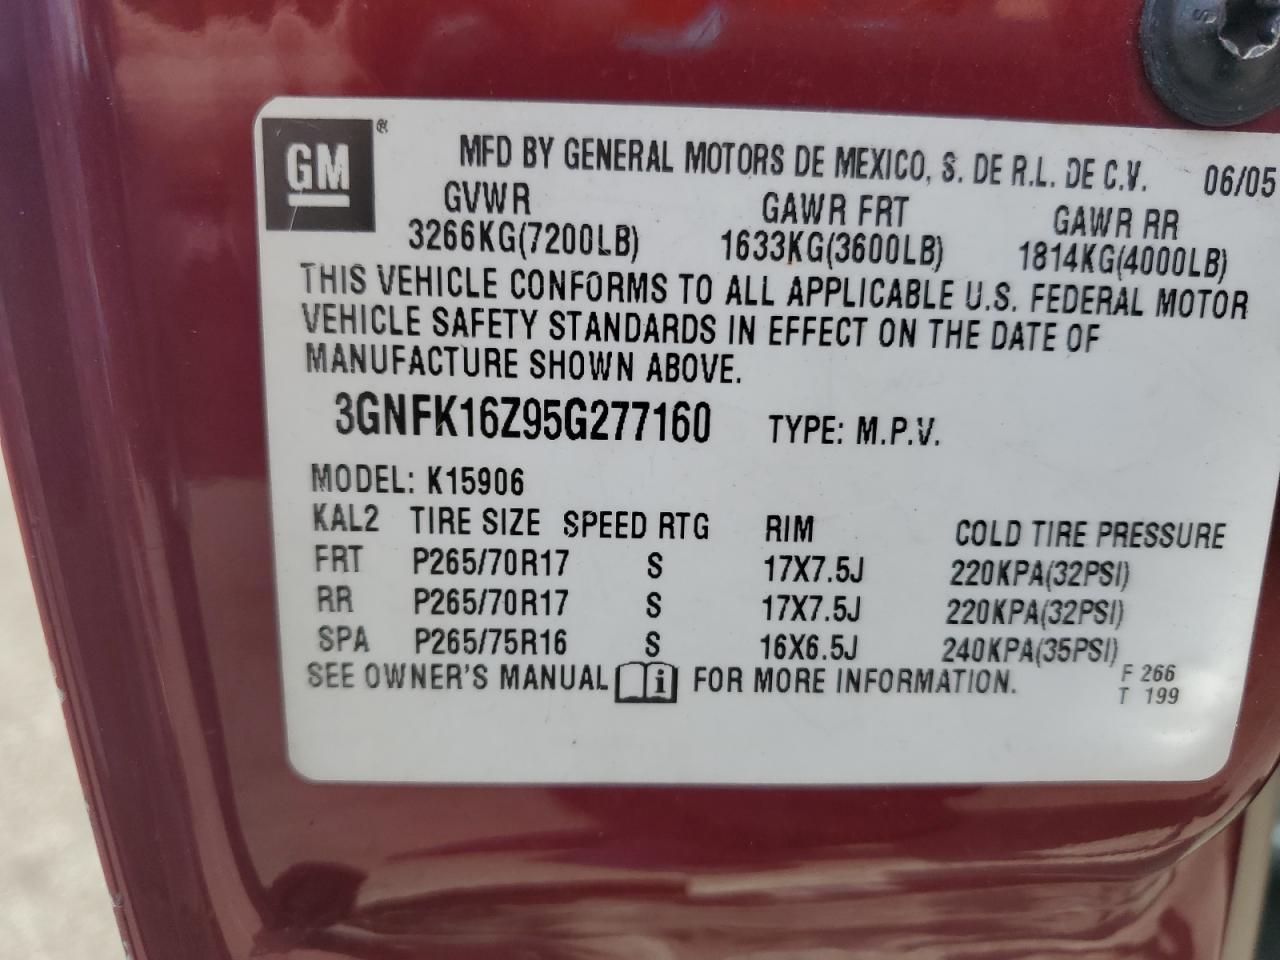 GM®
MFD BY GENERAL MOTORS DE MEXICO, S. DE R.L. DE C.V. 06/05
GVWR GAWR FRT GAWR RR
3266KG(7200LB) 1633KG(3600LB) 1814KG(4000LB)
THIS VEHICLE CONFORMS TO ALL APPLICABLE U.S. FEDERAL MOTOR
VEHICLE SAFETY STANDARDS IN EFFECT ON THE DATE OF
MANUFACTURE SHOWN ABOVE.
3GNFK16Z95G277160 TYPE: M.P.V.
MODEL: K15906
KAL2 TIRE SIZE SPEED RTG RIM COLD TIRE PRESSURE
FRT P265/70R17 S 17X7.5J 220KPA(32PSI)
RR P265/70R17 S 17X7.5J 220KPA(32PSI)
SPA P265/75R16 S 16X6.5J 240KPA(35PSI)
SEE OWNER'S MANUAL i FOR MORE INFORMATION.
F 266
T 199